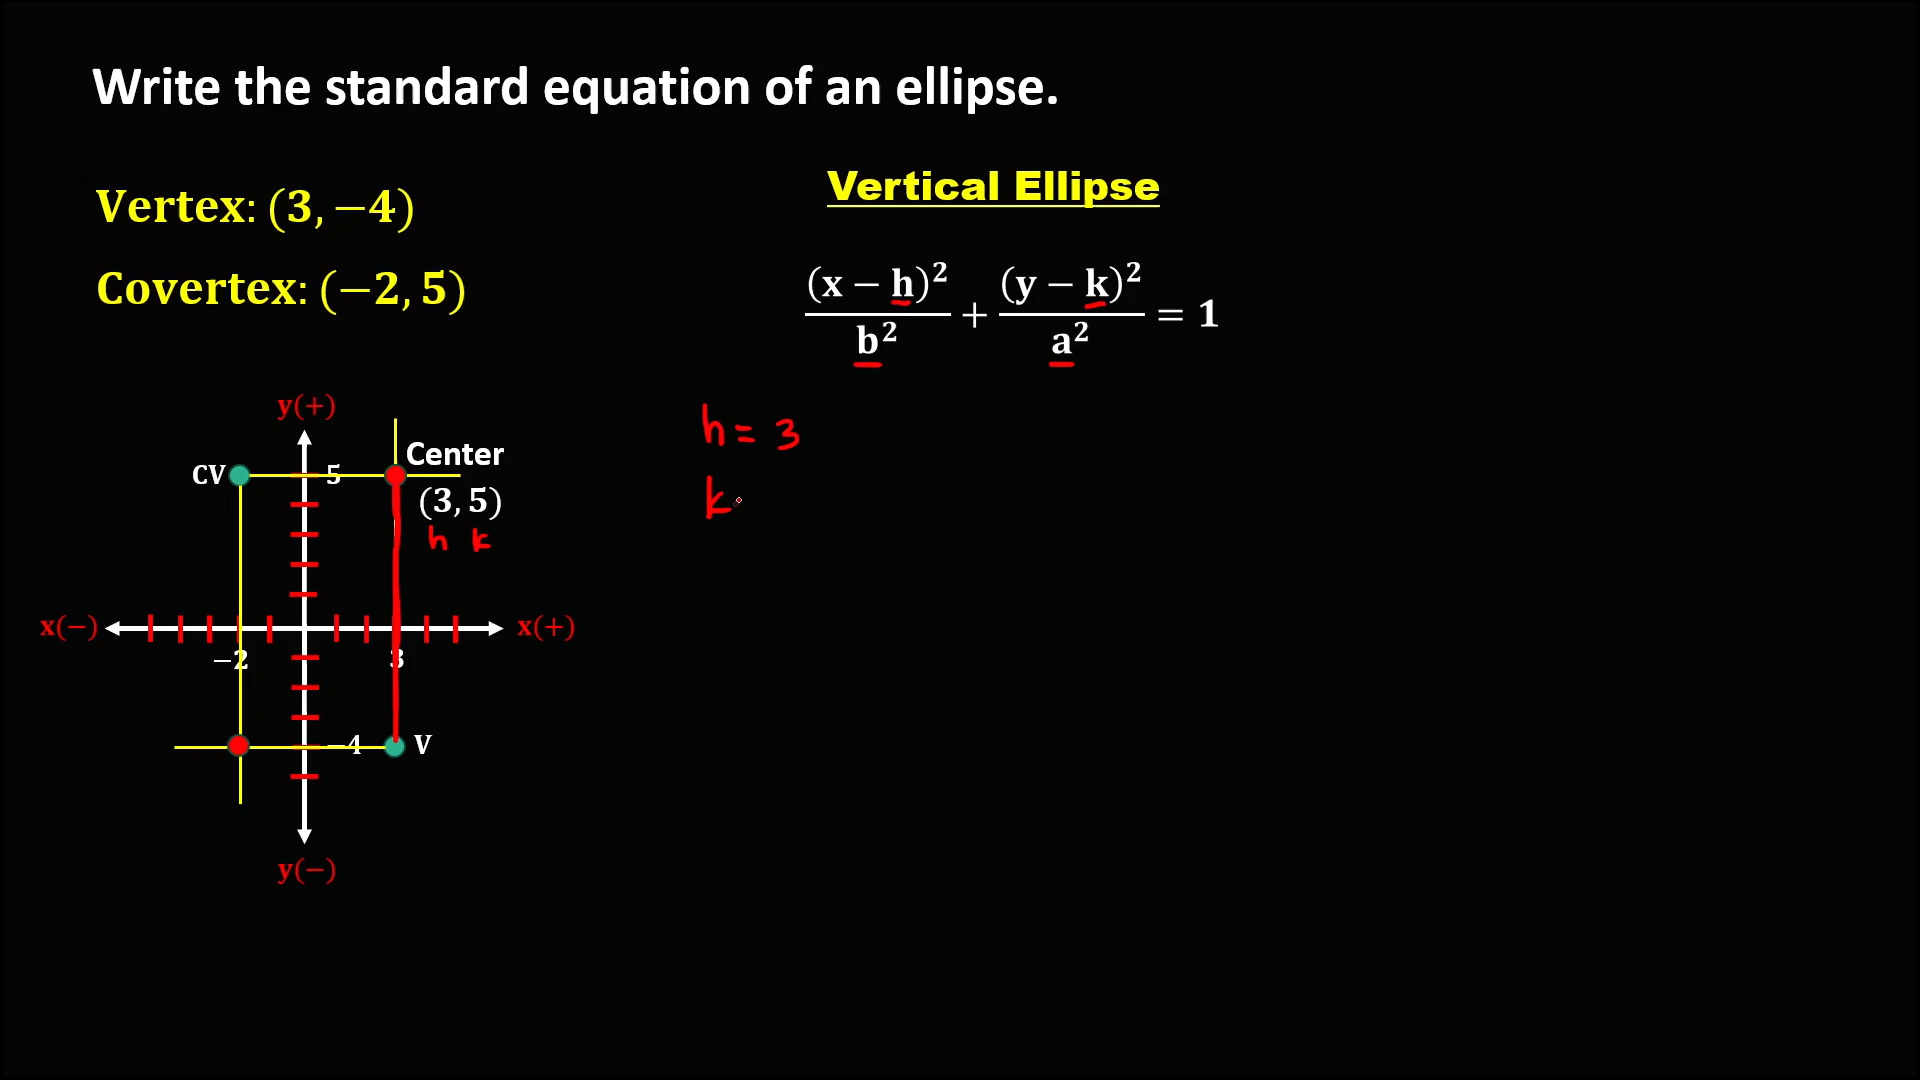 Write the standard equation of an ellipse.
Vertex: (3, −4)
Covertex: (−2, 5)
Vertical Ellipse
(x − h)² / b² + (y − k)² / a² = 1
h = 3
k
y(+)
Center
CV
5
(3, 5)
h k
x(−)
x(+)
−2
3
−4
V
y(−)